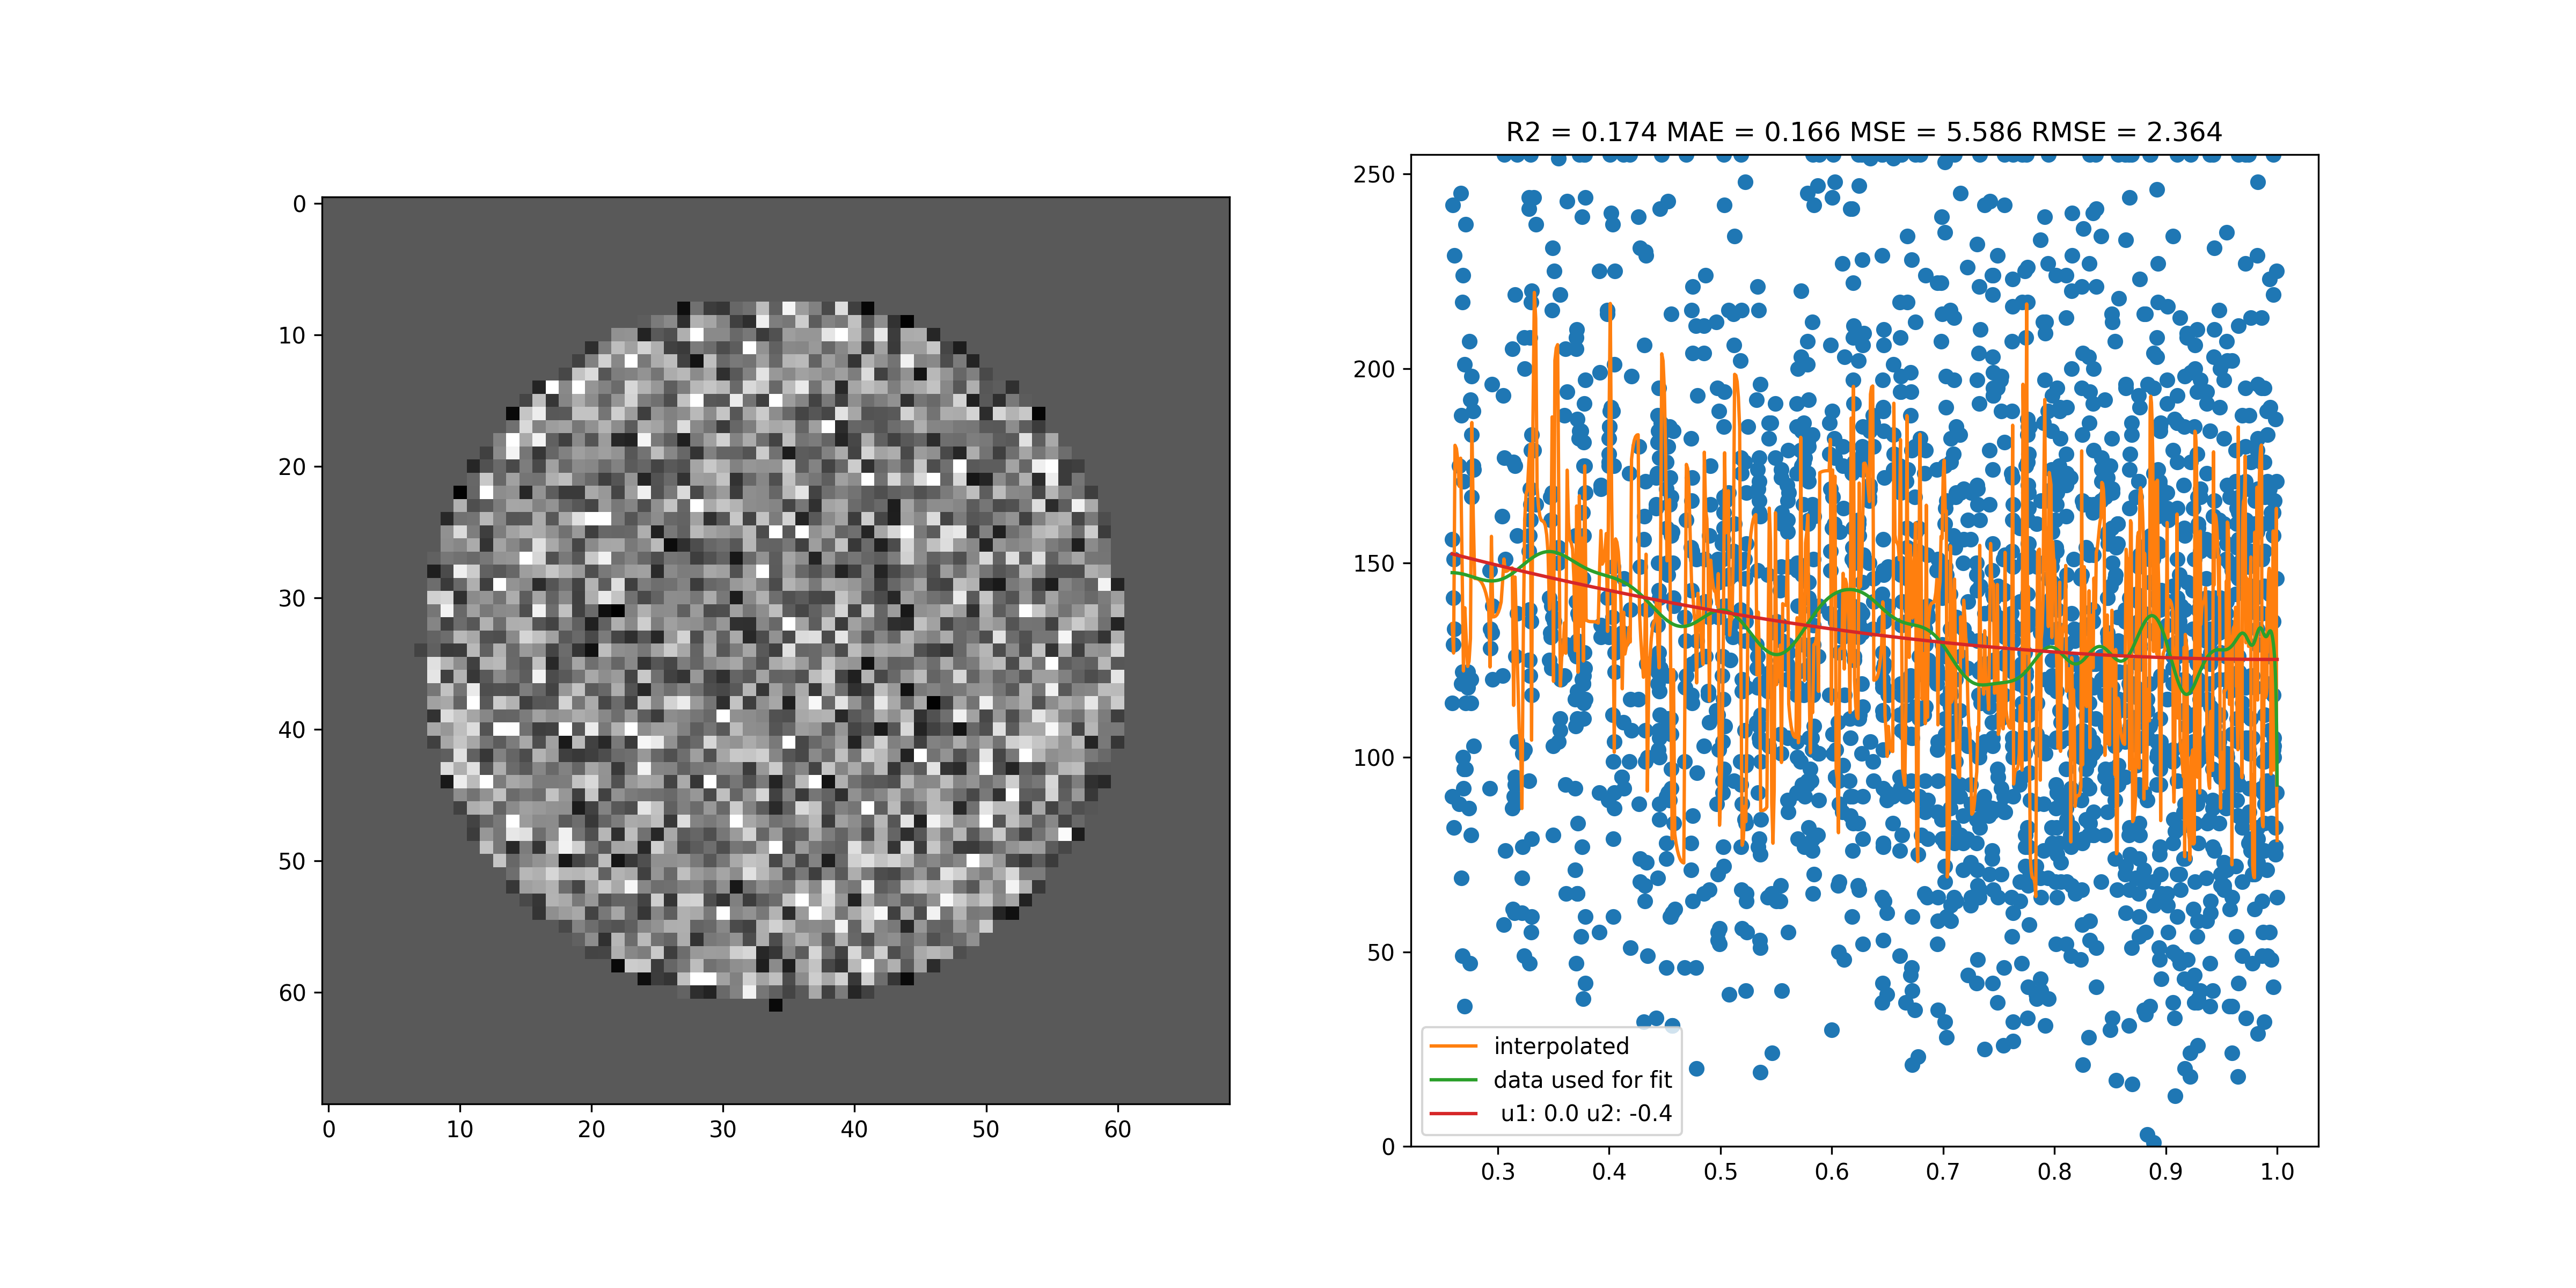 R2 = 0.174 MAE = 0.166 MSE = 5.586 RMSE = 2.364
0
10
20
30
40
50
60
0 10 20 30 40 50 60
250
200
150
100
50
0
interpolated
data used for fit
u1: 0.0 u2: -0.4
0.3 0.4 0.5 0.6 0.7 0.8 0.9 1.0